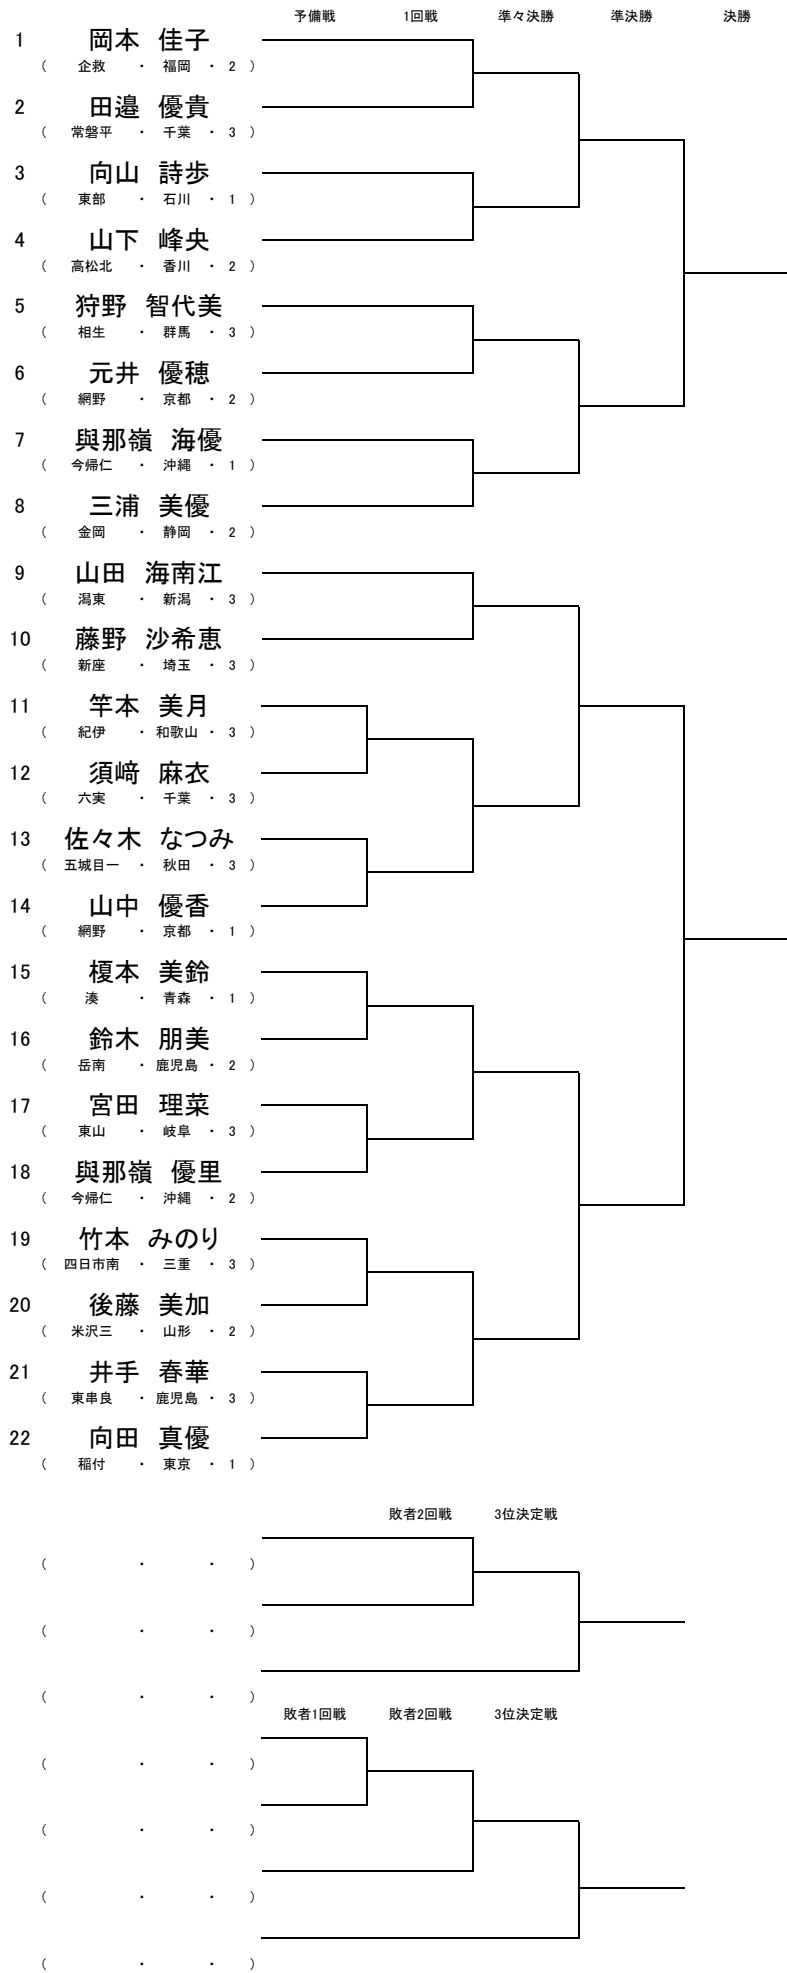 予備戦 1回戦 準々決勝 準決勝 決勝
1 岡本 佳子
( 企救 ・ 福岡 ・ 2 )
2 田邉 優貴
( 常磐平 ・ 千葉 ・ 3 )
3 向山 詩歩
( 東部 ・ 石川 ・ 1 )
4 山下 峰央
( 高松北 ・ 香川 ・ 2 )
5 狩野 智代美
( 相生 ・ 群馬 ・ 3 )
6 元井 優穂
( 網野 ・ 京都 ・ 2 )
7 與那嶺 海優
( 今帰仁 ・ 沖縄 ・ 1 )
8 三浦 美優
( 金岡 ・ 静岡 ・ 2 )
9 山田 海南江
( 潟東 ・ 新潟 ・ 3 )
10 藤野 沙希恵
( 新座 ・ 埼玉 ・ 3 )
11 竿本 美月
( 紀伊 ・ 和歌山 ・ 3 )
12 須﨑 麻衣
( 六実 ・ 千葉 ・ 3 )
13 佐々木 なつみ
( 五城目一 ・ 秋田 ・ 3 )
14 山中 優香
( 網野 ・ 京都 ・ 1 )
15 榎本 美鈴
( 湊 ・ 青森 ・ 1 )
16 鈴木 朋美
( 岳南 ・ 鹿児島 ・ 2 )
17 宮田 理菜
( 東山 ・ 岐阜 ・ 3 )
18 與那嶺 優里
( 今帰仁 ・ 沖縄 ・ 2 )
19 竹本 みのり
( 四日市南 ・ 三重 ・ 3 )
20 後藤 美加
( 米沢三 ・ 山形 ・ 2 )
21 井手 春華
( 東串良 ・ 鹿児島 ・ 3 )
22 向田 真優
( 稲付 ・ 東京 ・ 1 )
敗者2回戦 3位決定戦
( ・ ・ )
( ・ ・ )
( ・ ・ )
敗者1回戦 敗者2回戦 3位決定戦
( ・ ・ )
( ・ ・ )
( ・ ・ )
( ・ ・ )